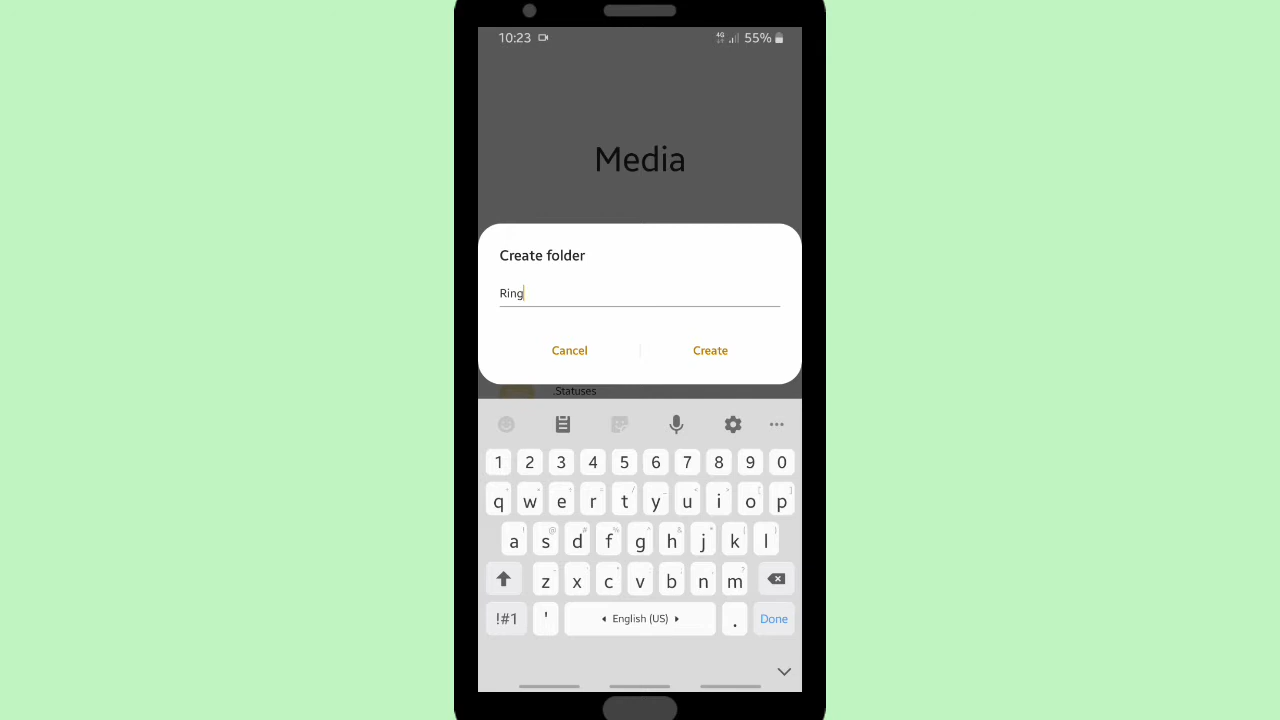 10:23 4G 55%
Media
Create folder
Ring
Cancel Create
.Statuses
1 2 3 4 5 6 7 8 9 0
q w e r t y u i o p
a s d f g h j k l
z x c v b n m
!#1 ' English (US) . Done